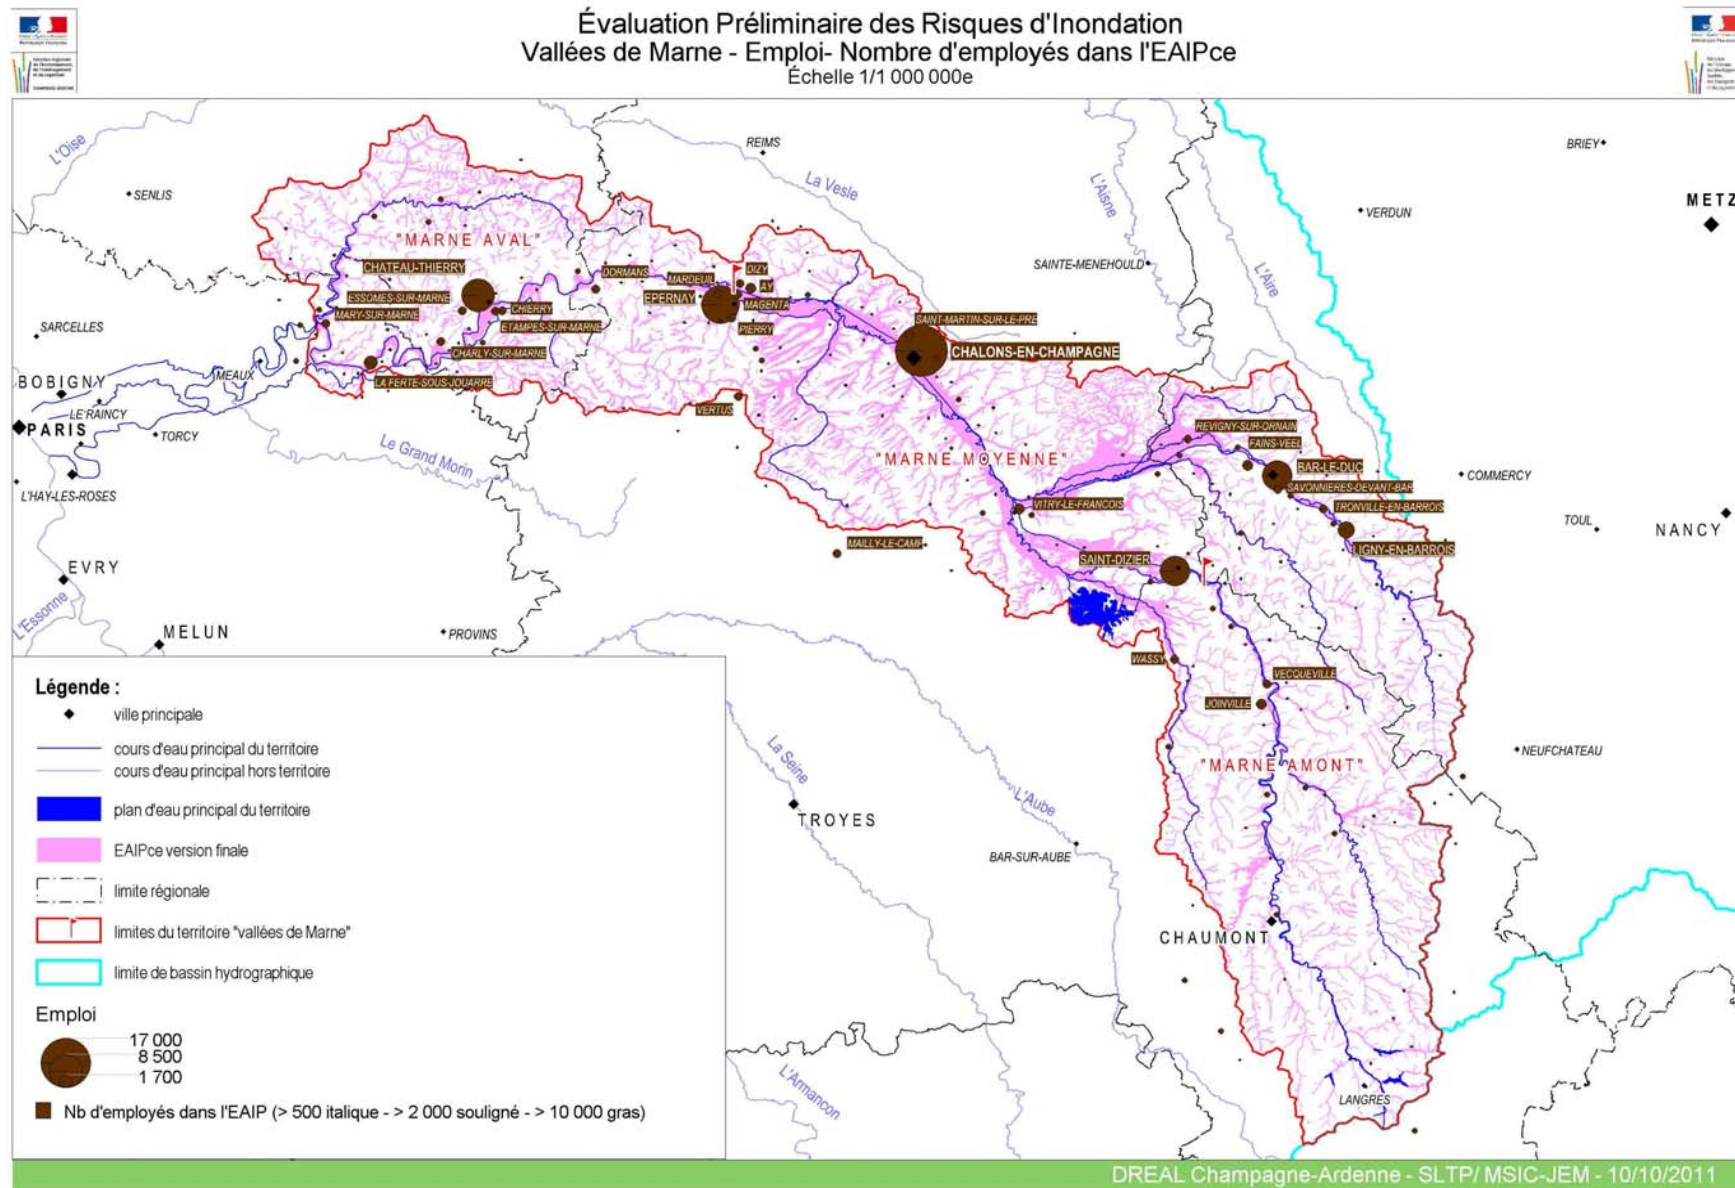 Évaluation Préliminaire des Risques d'Inondation
Vallées de Marne - Emploi- Nombre d'employés dans l'EAIPce
Échelle 1/1 000 000e
L'Oise
SENLIS
REIMS
La Vesle
L'Aisne
BRIEY
METZ
VERDUN
"MARNE AVAL"
SAINTE-MENEHOULD
L'Aire
CHATEAU-THIERRY
DORMANS
MARDEUIL
DIZY
AY
ESSOMES-SUR-MARNE
CHIERRY
EPERNAY
MAGENTA
MARY-SUR-MARNE
ETAMPES-SUR-MARNE
PIERRY
SAINT-MARTIN-SUR-LE-PRE
SARCELLES
CHARLY-SUR-MARNE
CHALONS-EN-CHAMPAGNE
BOBIGNY
MEAUX
LA FERTE-SOUS-JOUARRE
LE RAINCY
VERTUS
PARIS
TORCY
Le Grand Morin
REVIGNY-SUR-ORNAIN
FAINS-VEEL
"MARNE MOYENNE"
BAR-LE-DUC
COMMERCY
L'HAY-LES-ROSES
SAVONNIERES-DEVANT-BAR
VITRY-LE-FRANCOIS
TRONVILLE-EN-BARROIS
TOUL
NANCY
MAILLY-LE-CAMP
LIGNY-EN-BARROIS
SAINT-DIZIER
EVRY
L'Essonne
MELUN
PROVINS
WASSY
VECQUEVILLE
JOINVILLE
La Seine
NEUFCHATEAU
"MARNE AMONT"
L'Aube
TROYES
BAR-SUR-AUBE
CHAUMONT
L'Armancon
LANGRES
Légende :
ville principale
cours d'eau principal du territoire
cours d'eau principal hors territoire
plan d'eau principal du territoire
EAIPce version finale
limite régionale
limites du territoire "vallées de Marne"
limite de bassin hydrographique
Emploi
17 000
8 500
1 700
Nb d'employés dans l'EAIP (> 500 italique - > 2 000 souligné - > 10 000 gras)
DREAL Champagne-Ardenne - SLTP/ MSIC-JEM - 10/10/2011